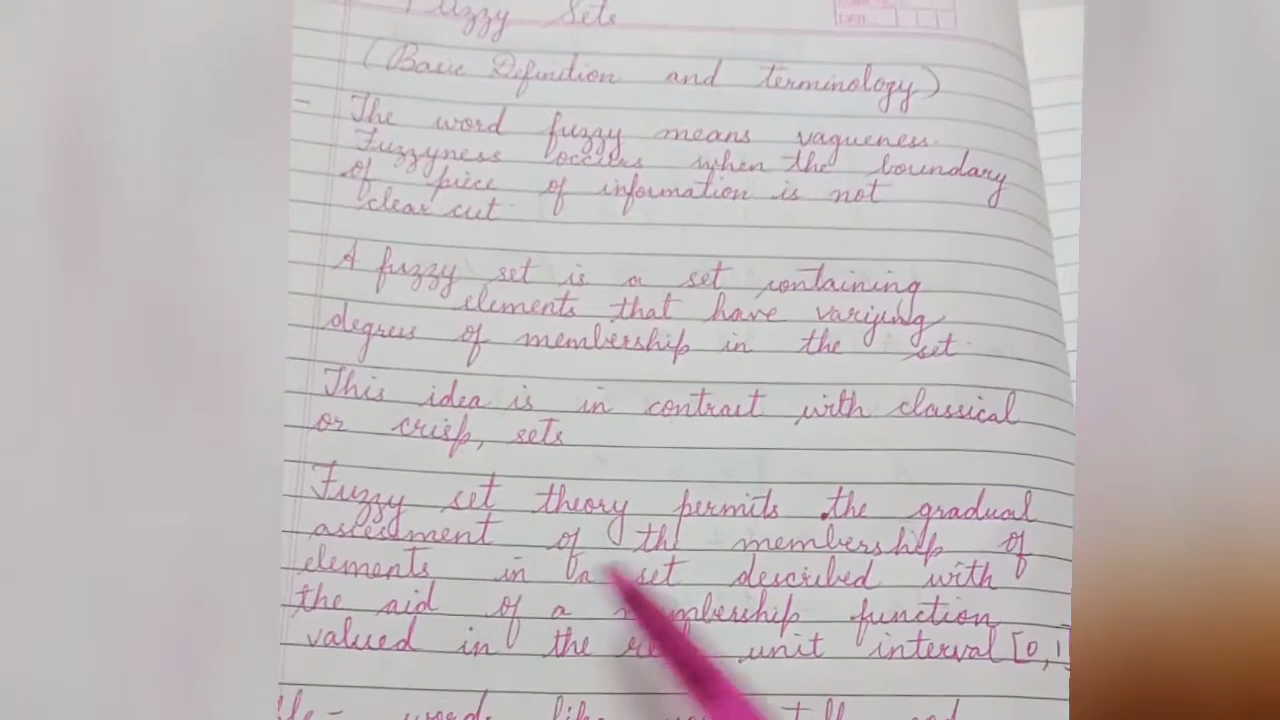 Fuzzy Sets
DATE
(Basic Definition and terminology)
- The word fuzzy means vagueness.
Fuzzyness occurs when the boundary
of piece of information is not
clear cut.
A fuzzy set is a set containing
elements that have varying
degrees of membership in the set.
This idea is in contrast with classical
or crisp, sets
Fuzzy set theory permits the gradual
assessment of the membership of
elements in a set described with
the aid of a membership function
valued in the unit interval [0,1]